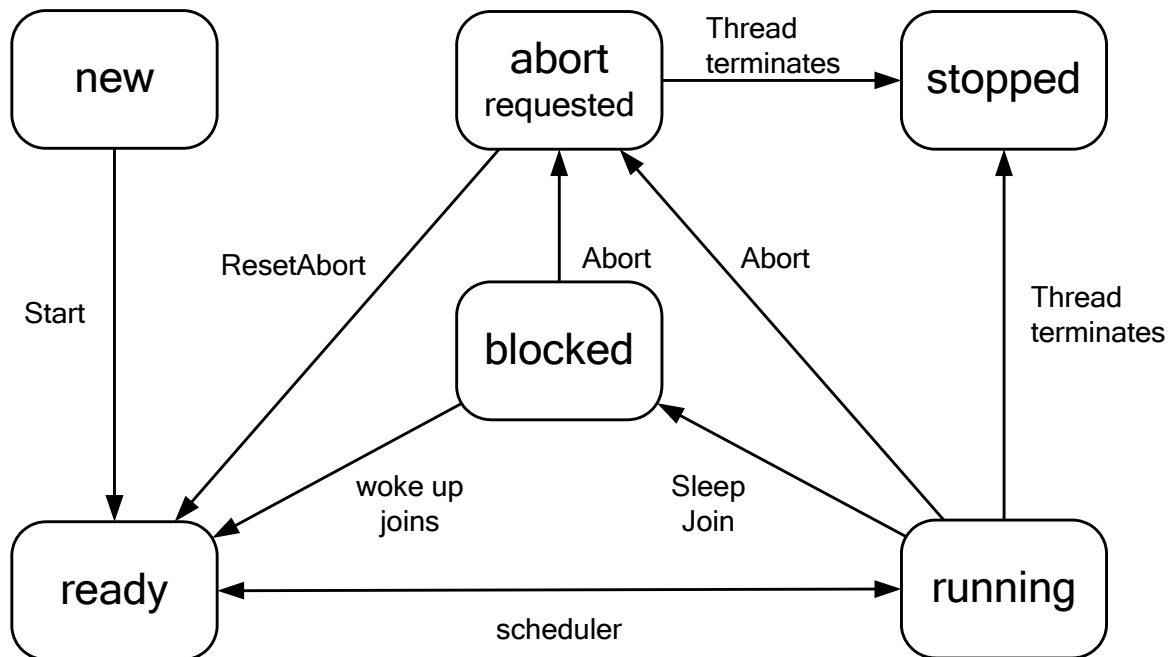 new
abort
requested
Thread
terminates
stopped
ResetAbort
Abort
Abort
Start
Thread
terminates
blocked
woke up
joins
Sleep
Join
ready
running
scheduler